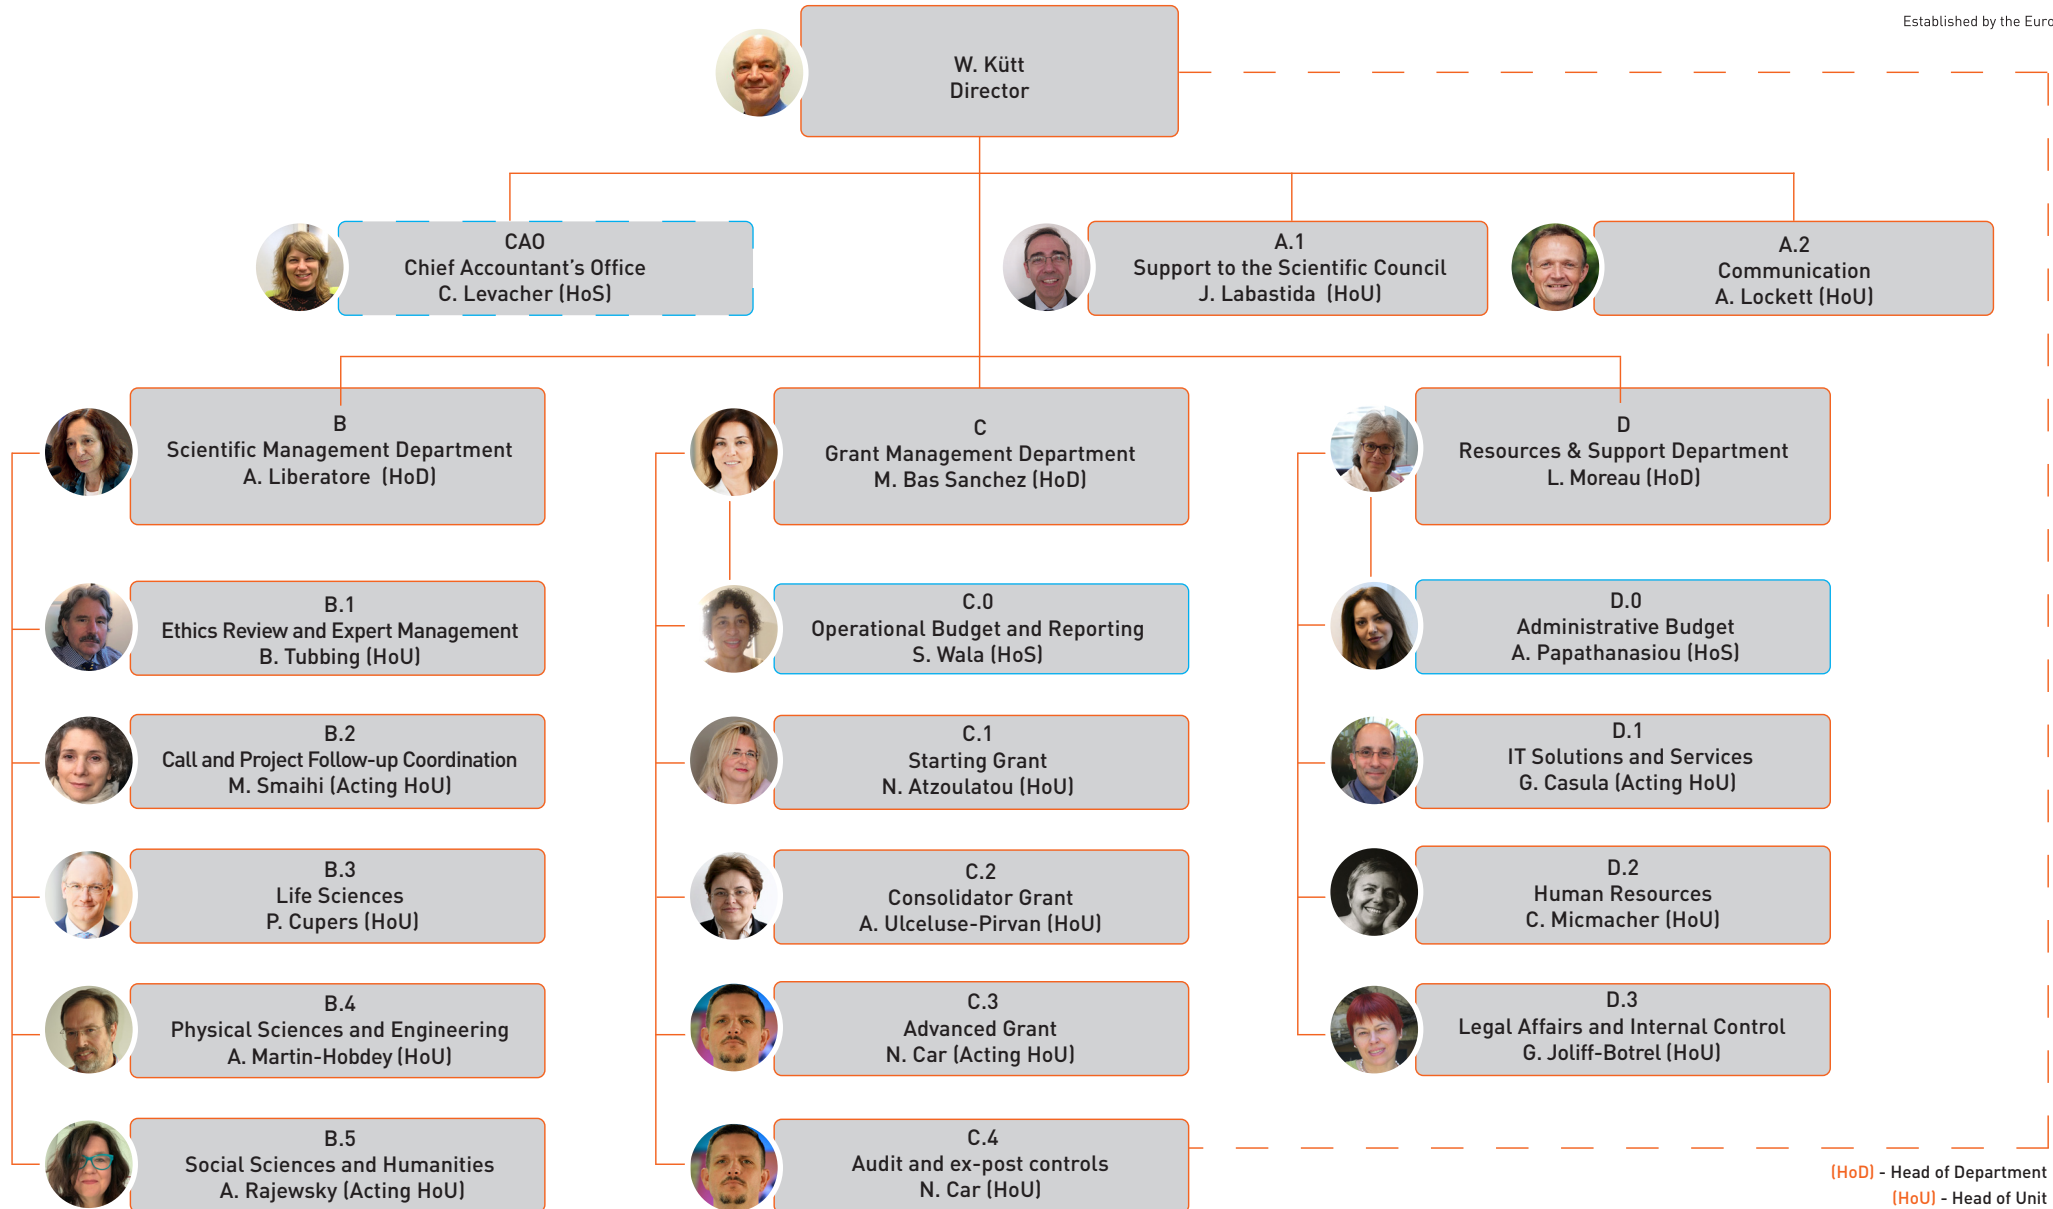 Established by the Euro
W. Kütt
Director
CAO
Chief Accountant's Office
C. Levacher (HoS)
A.1
Support to the Scientific Council
J. Labastida (HoU)
A.2
Communication
A. Lockett (HoU)
B
Scientific Management Department
A. Liberatore (HoD)
C
Grant Management Department
M. Bas Sanchez (HoD)
D
Resources & Support Department
L. Moreau (HoD)
B.1
Ethics Review and Expert Management
B. Tubbing (HoU)
C.0
Operational Budget and Reporting
S. Wala (HoS)
D.0
Administrative Budget
A. Papathanasiou (HoS)
B.2
Call and Project Follow-up Coordination
M. Smaihi (Acting HoU)
C.1
Starting Grant
N. Atzoulatou (HoU)
D.1
IT Solutions and Services
G. Casula (Acting HoU)
B.3
Life Sciences
P. Cupers (HoU)
C.2
Consolidator Grant
A. Ulceluse-Pirvan (HoU)
D.2
Human Resources
C. Micmacher (HoU)
B.4
Physical Sciences and Engineering
A. Martin-Hobdey (HoU)
C.3
Advanced Grant
N. Car (Acting HoU)
D.3
Legal Affairs and Internal Control
G. Joliff-Botrel (HoU)
B.5
Social Sciences and Humanities
A. Rajewsky (Acting HoU)
C.4
Audit and ex-post controls
N. Car (HoU)
(HoD) - Head of Department
(HoU) - Head of Unit